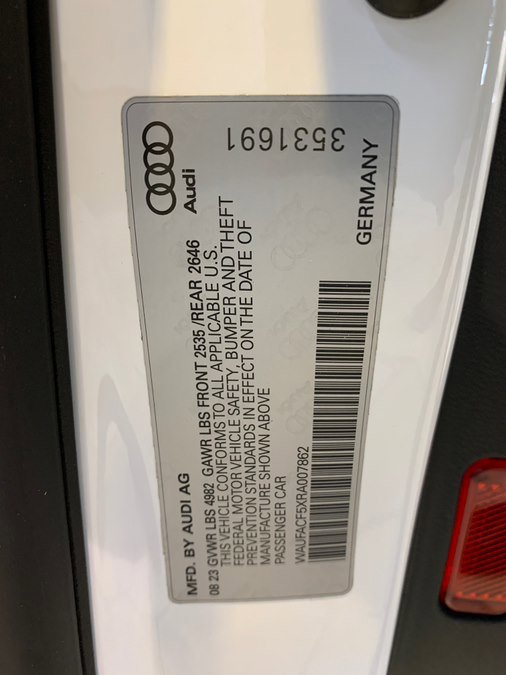 Audi
3531691
MFD. BY AUDI AG
GERMANY
08 23 GVWR LBS 4982 GAWR LBS FRONT 2535/REAR 2646
THIS VEHICLE CONFORMS TO ALL APPLICABLE U.S.
FEDERAL MOTOR VEHICLE SAFETY, BUMPER AND THEFT
PREVENTION STANDARDS IN EFFECT ON THE DATE OF
MANUFACTURE SHOWN ABOVE
PASSENGER CAR
WAUFACF5XRA007862